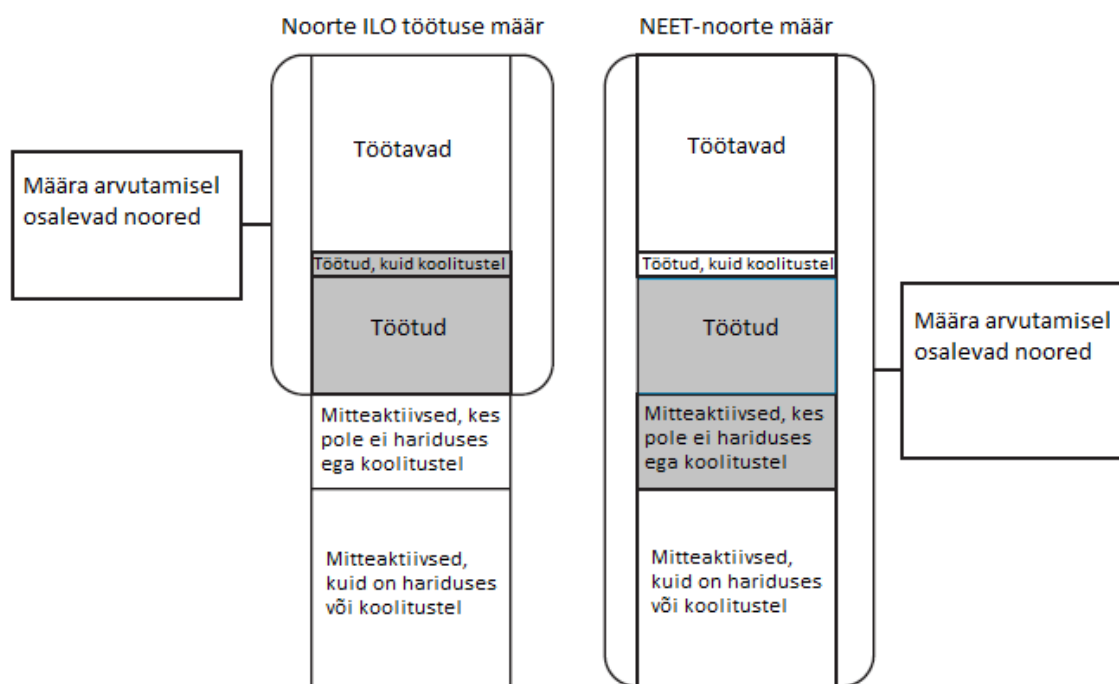 Noorte ILO töötuse määr
NEET-noorte määr
Määra arvutamisel
osalevad noored
Töötavad
Töötud, kuid koolitustel
Töötud
Mitteaktiivsed, kes
pole ei hariduses
ega koolitustel
Mitteaktiivsed,
kuid on hariduses
või koolitustel
Töötavad
Töötud, kuid koolitustel
Töötud
Mitteaktiivsed, kes
pole ei hariduses
ega koolitustel
Mitteaktiivsed,
kuid on hariduses
või koolitustel
Määra arvutamisel
osalevad noored